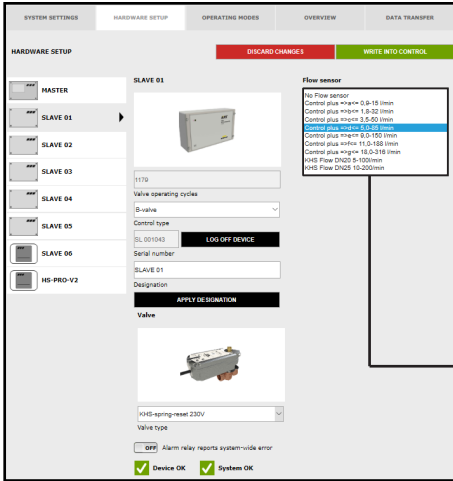 SYSTEM SETTINGS
HARDWARE SETUP
OPERATING MODES
OVERVIEW
DATA TRANSFER
HARDWARE SETUP
DISCARD CHANGES
WRITE INTO CONTROL
MASTER
SLAVE 01
SLAVE 02
SLAVE 03
SLAVE 04
SLAVE 05
SLAVE 06
HS-PRO-V2
SLAVE 01
1179
Valve operating cycles
B-valve
Control type
SL 001043
LOG OFF DEVICE
Serial number
SLAVE 01
Designation
APPLY DESIGNATION
Valve
KHS-spring-reset 230V
Valve type
OFF Alarm relay reports system-wide error
Device OK
System OK
Flow sensor
No Flow sensor
Control plus =>a<= 0,9-15 l/min
Control plus =>b<= 1,8-32 l/min
Control plus =>c<= 3,5-50 l/min
Control plus =>d<= 5,0-85 l/min
Control plus =>e<= 9,0-150 l/min
Control plus =>f<= 11,0-188 l/min
Control plus =>g<= 18,0-316 l/min
KHS Flow DN20 5-100l/min
KHS Flow DN25 10-200l/min